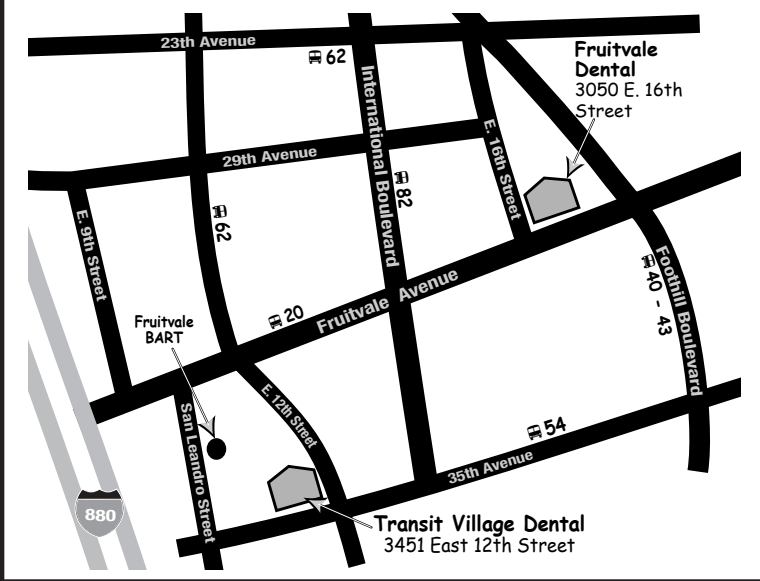 23th Avenue
62
Fruitvale
Dental
3050 E. 16th
Street
International Boulevard
E. 16th Street
29th Avenue
82
62
E. 9th Street
Foothill Boulevard
40 - 43
20
Fruitvale Avenue
Fruitvale
BART
E. 12th Street
San Leandro Street
54
35th Avenue
880
Transit Village Dental
3451 East 12th Street